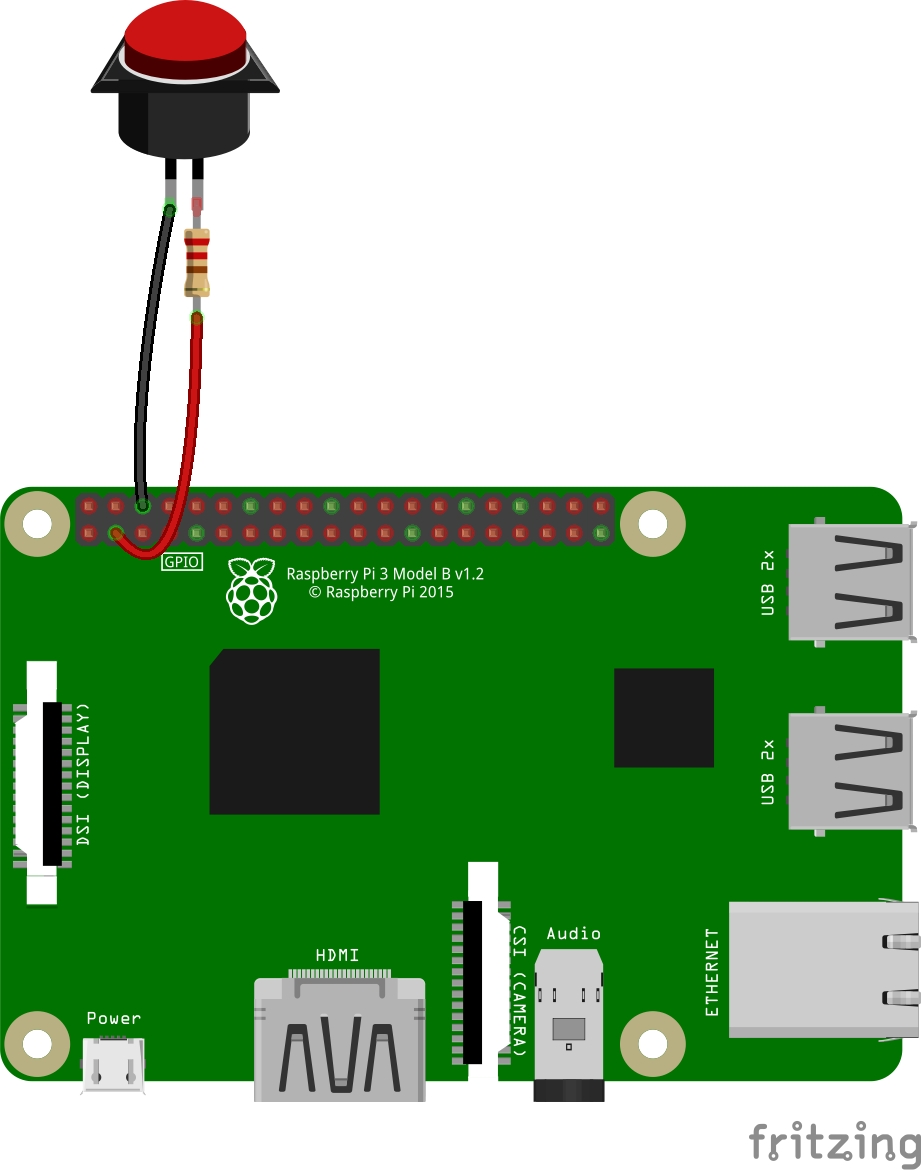 GPIO
Raspberry Pi 3 Model B v1.2
© Raspberry Pi 2015
USB 2x
DSI (DISPLAY)
USB 2x
HDMI
CSI (CAMERA)
Audio
ETHERNET
Power
fritzing